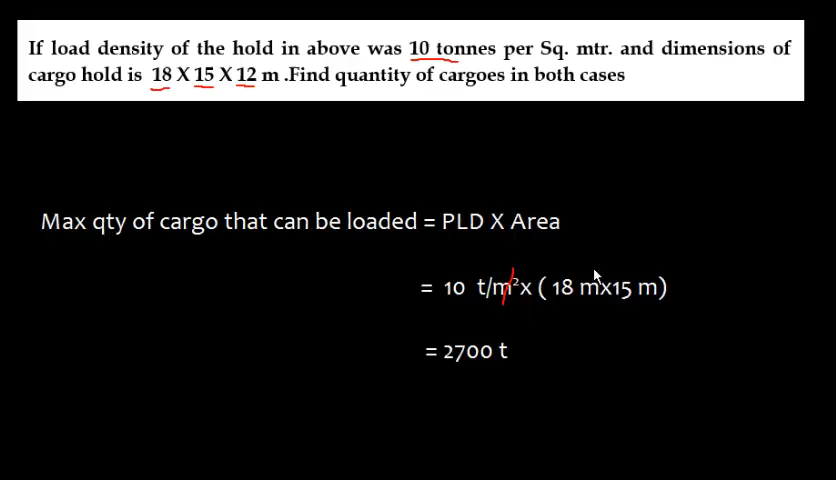 If load density of the hold in above was 10 tonnes per Sq. mtr. and dimensions of
cargo hold is 18 X 15 X 12 m .Find quantity of cargoes in both cases
Max qty of cargo that can be loaded = PLD X Area
= 10 t/m²x ( 18 mx15 m)
= 2700 t